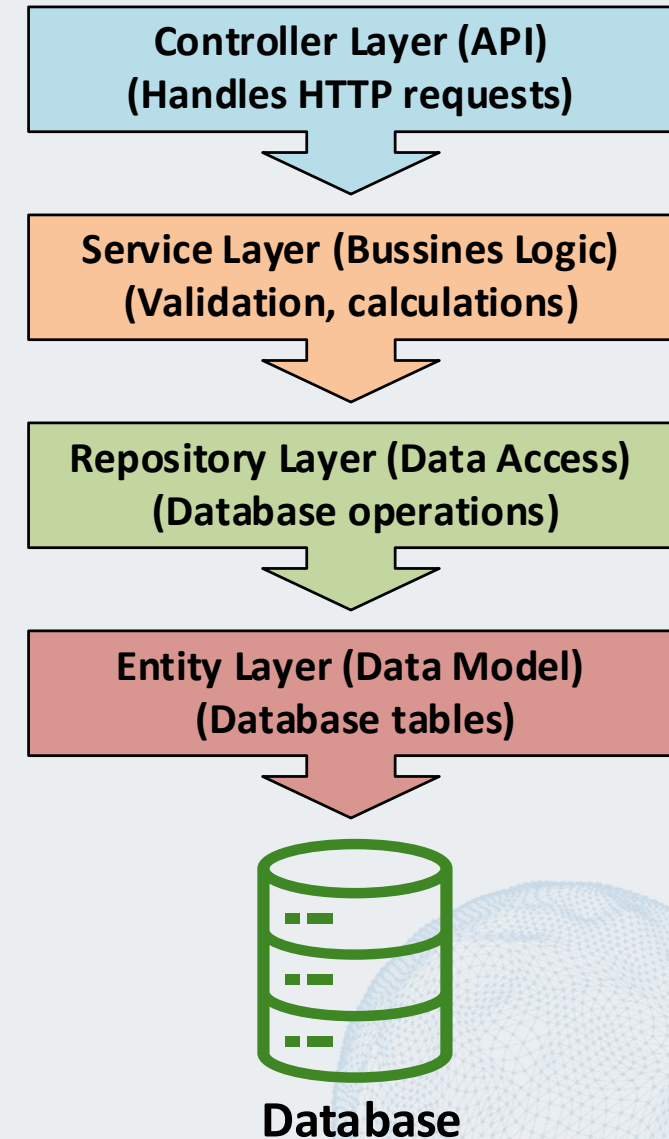 Controller Layer (API)
(Handles HTTP requests)
Service Layer (Bussines Logic)
(Validation, calculations)
Repository Layer (Data Access)
(Database operations)
Entity Layer (Data Model)
(Database tables)
Database